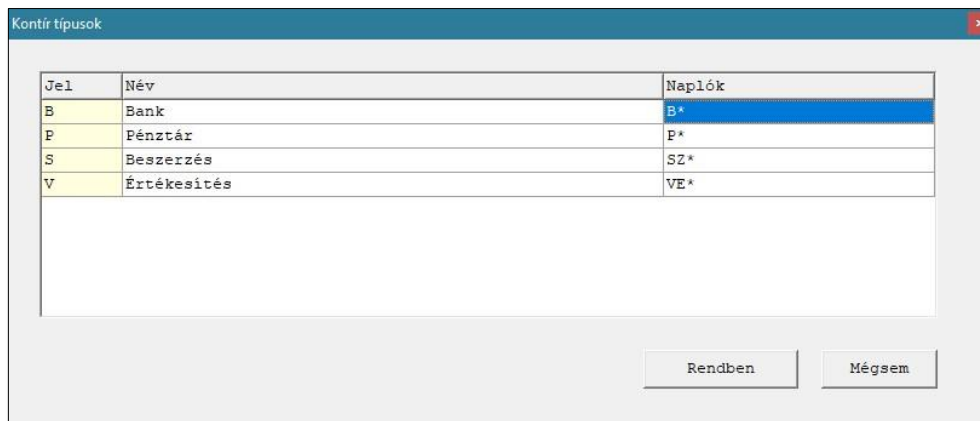 Kontír típusok
Jel Név Naplók
B Bank B*
P Pénztár P*
S Beszerzés SZ*
V Értékesítés VE*
Rendben Mégsem